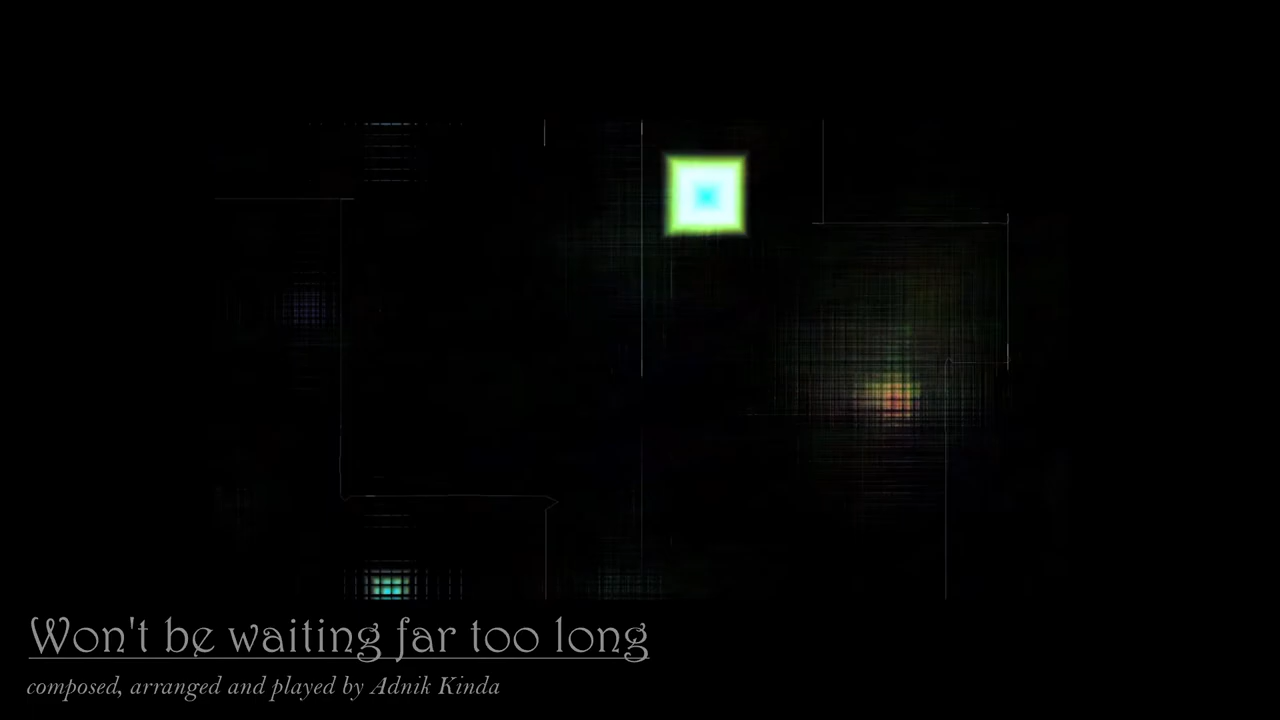 Won't be waiting far too long
composed, arranged and played by Adnik Kinda